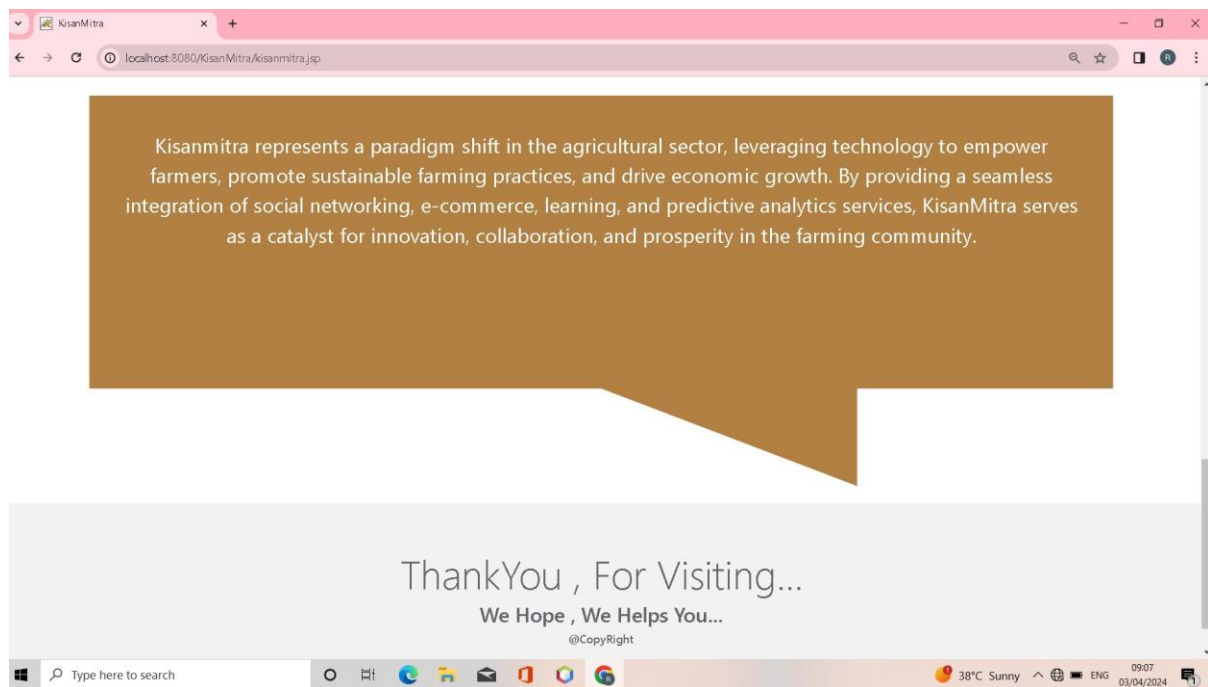 KisanMitra
localhost:8080/KisanMitra/kisanmitra.jsp
R
Kisanmitra represents a paradigm shift in the agricultural sector, leveraging technology to empower
farmers, promote sustainable farming practices, and drive economic growth. By providing a seamless
integration of social networking, e-commerce, learning, and predictive analytics services, KisanMitra serves
as a catalyst for innovation, collaboration, and prosperity in the farming community.
ThankYou , For Visiting...
We Hope , We Helps You...
@CopyRight
Type here to search
38°C Sunny
ENG
09:07
03/04/2024